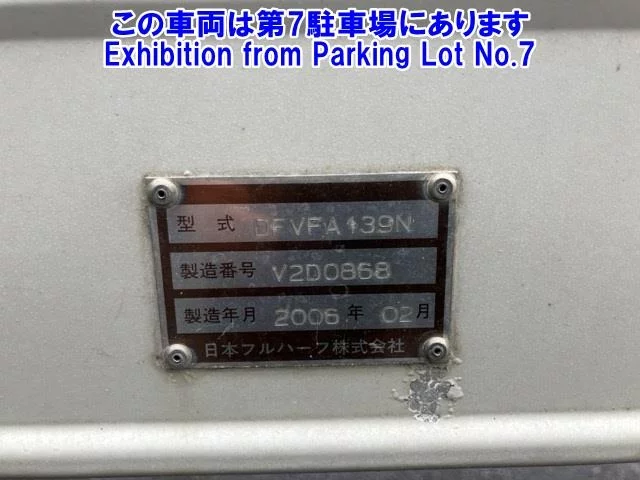 この車両は第7駐車場にあります
Exhibition from Parking Lot No.7
型 式 DFVFA139N
製造番号 V2D0868
製造年月 2006 年 02 月
日本フルハーフ株式会社